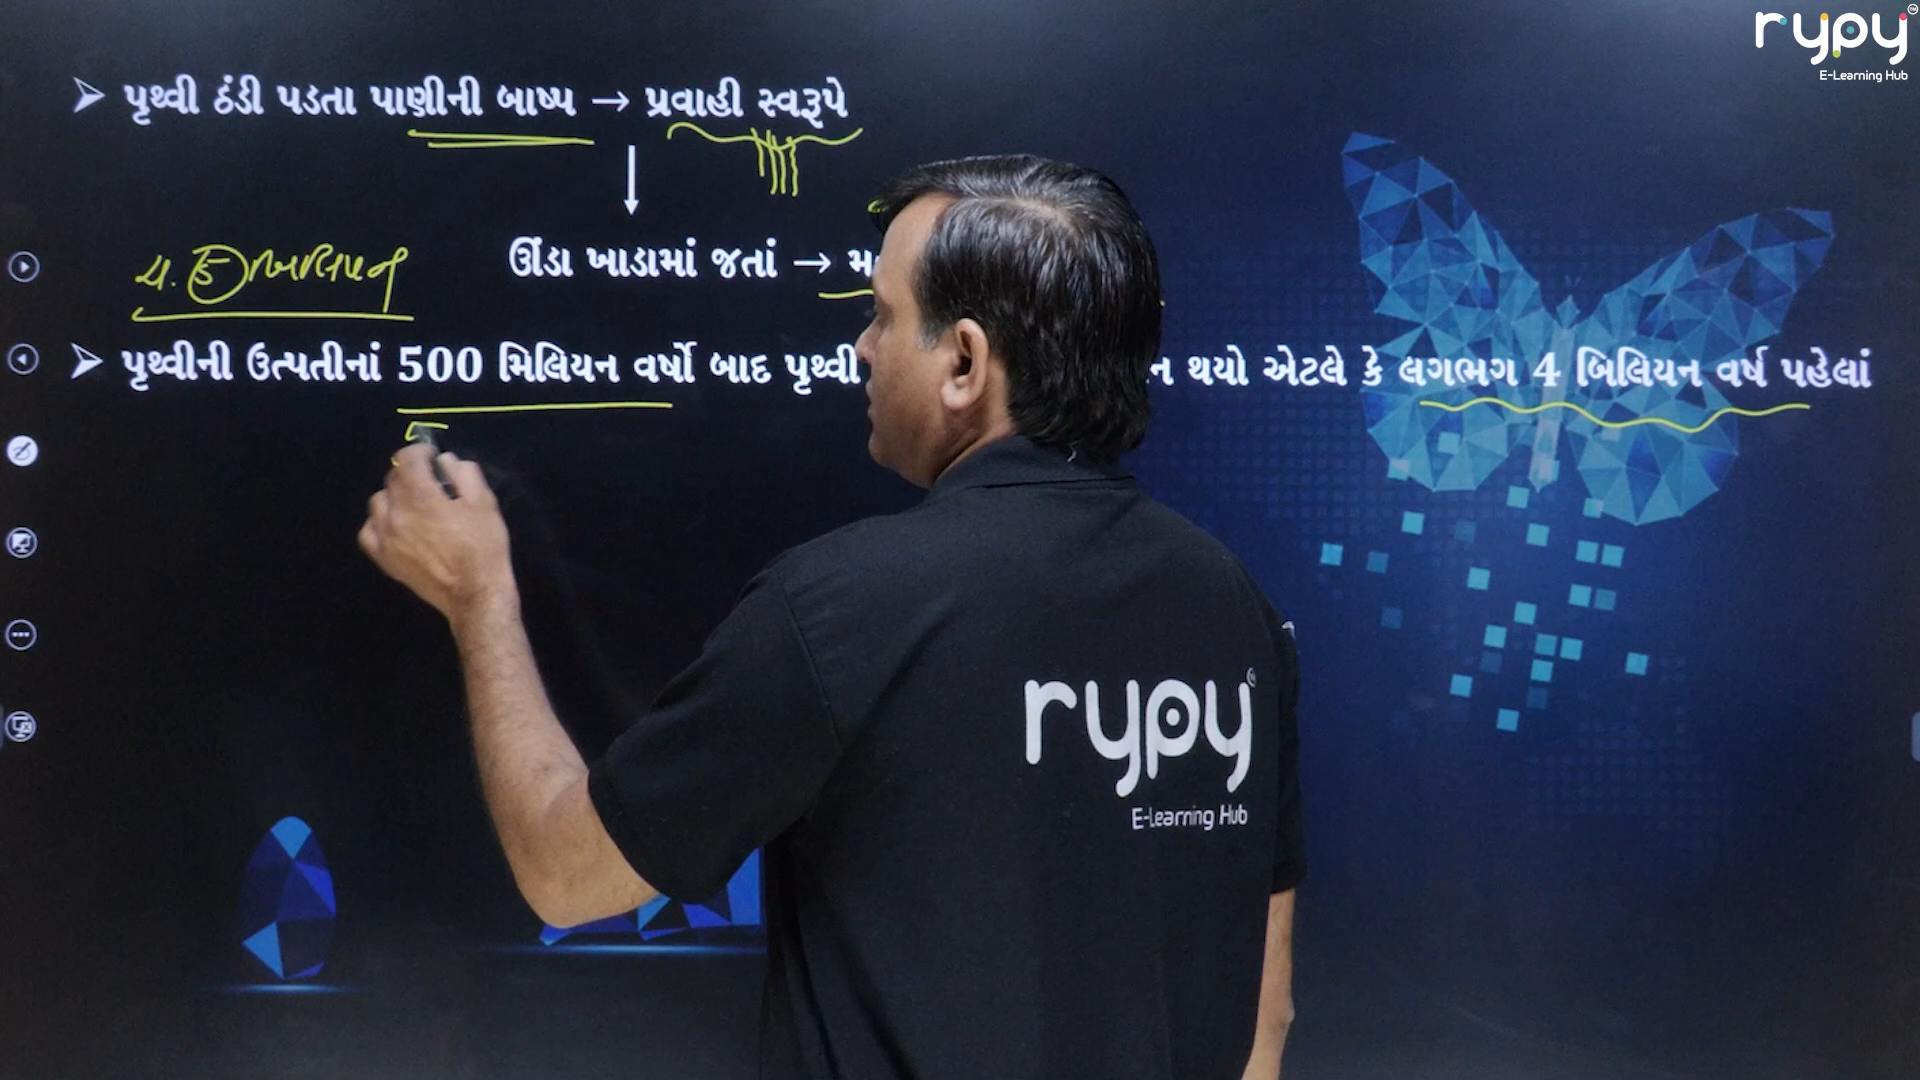 rypy
E-Learning Hub
➢ પૃથ્વી ઠંડી પડતા પાણીની બાષ્પ → પ્રવાહી સ્વરૂપે
ઊંડા ખાડામાં જતાં →
➢ પૃથ્વીની ઉત્પતીનાં 500 મિલિયન વર્ષો બાદ પૃથ્વી થયો એટલે કે લગભગ 4 બિલિયન વર્ષ પહેલાં
rypy
E-Learning Hub